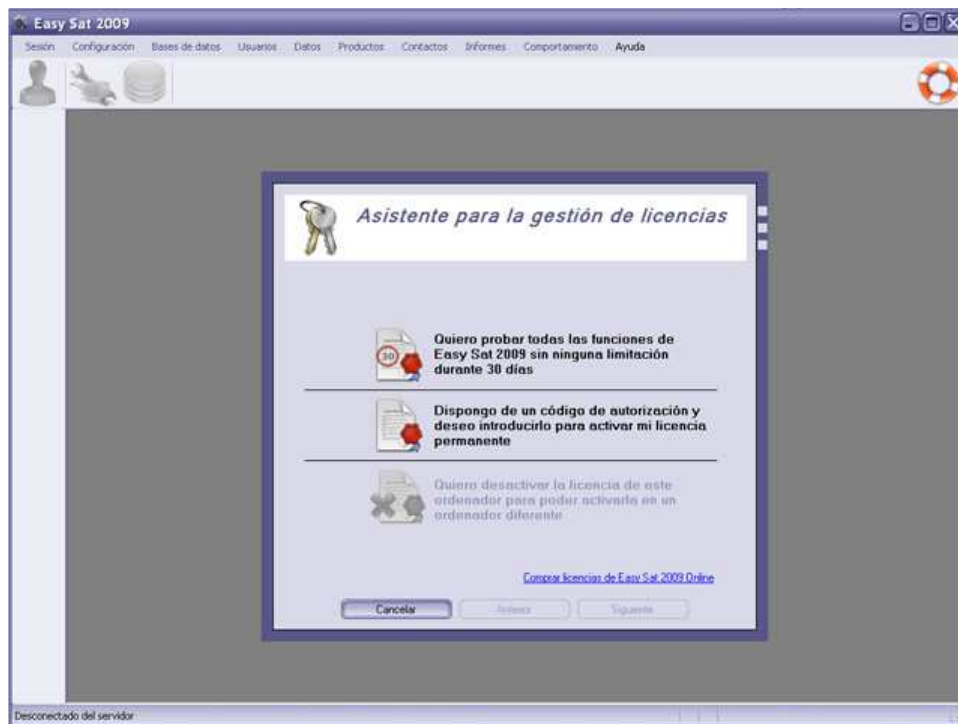 Easy Sat 2009
Sesión Configuración Bases de datos Usuarios Datos Productos Contactos Informes Comportamiento Ayuda
Asistente para la gestión de licencias
30
Quiero probar todas las funciones de
Easy Sat 2009 sin ninguna limitación
durante 30 días
Dispongo de un código de autorización y
deseo introducirlo para activar mi licencia
permanente
Quiero desactivar la licencia de este
ordenador para poder activarla en un
ordenador diferente
Comprar licencias de Easy Sat 2009 Online
Cancelar Anterior Siguiente
Desconectado del servidor